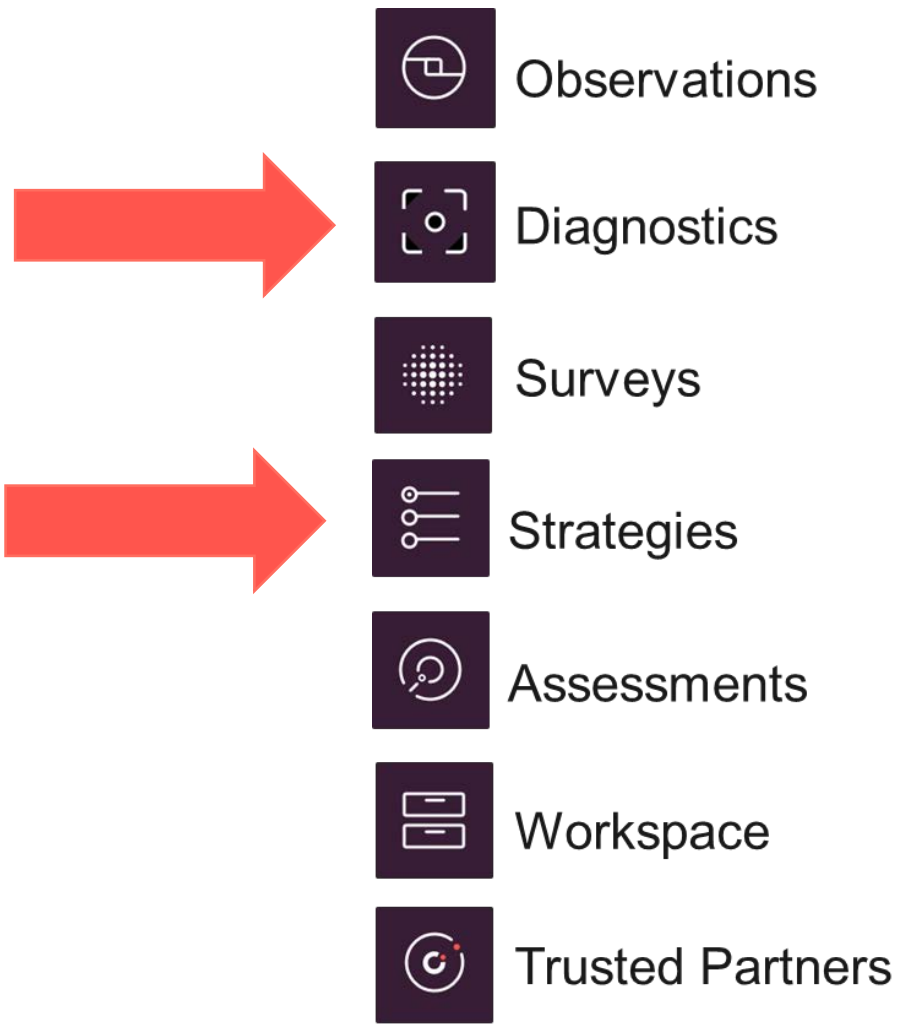 Observations
Diagnostics
Surveys
Strategies
Assessments
Workspace
Trusted Partners